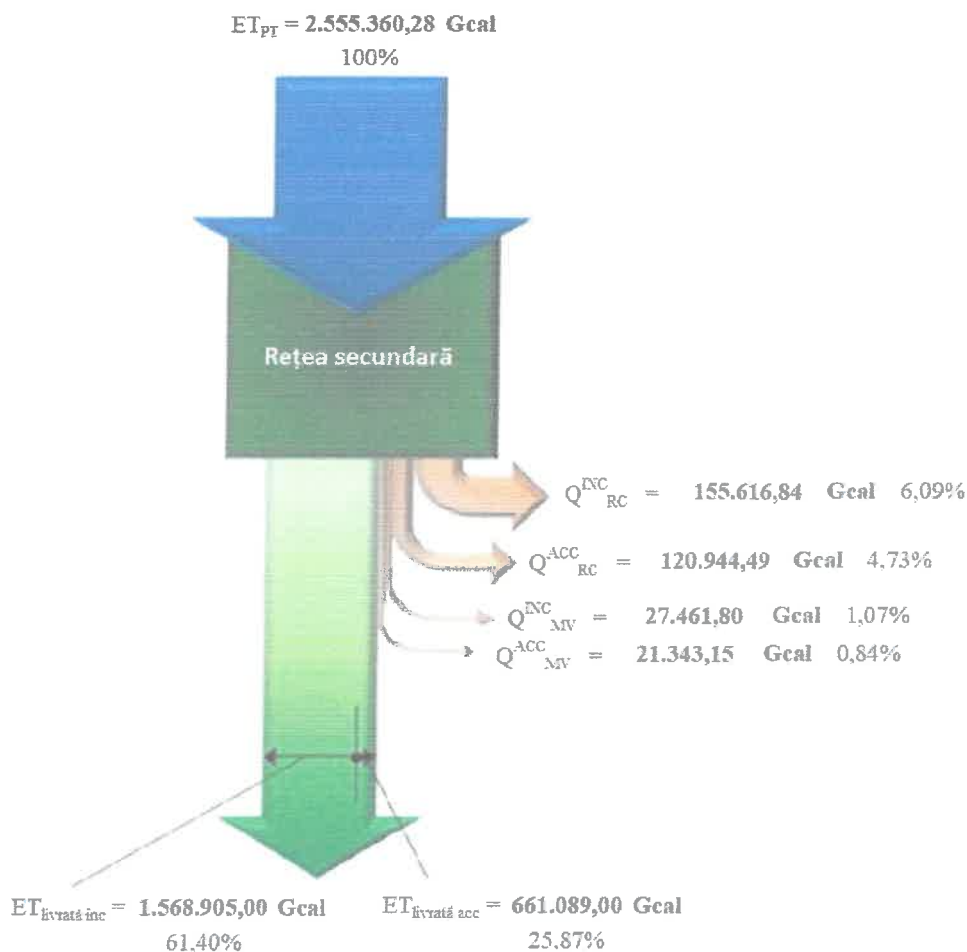 ET_PT = 2.555.360,28 Gcal
100%
Rețea secundară
Q^INC_RC = 155.616,84 Gcal 6,09%
Q^ACC_RC = 120.944,49 Gcal 4,73%
Q^INC_MV = 27.461,80 Gcal 1,07%
Q^ACC_MV = 21.343,15 Gcal 0,84%
ET_livrată inc = 1.568.905,00 Gcal ET_livrată acc = 661.089,00 Gcal
61,40% 25,87%